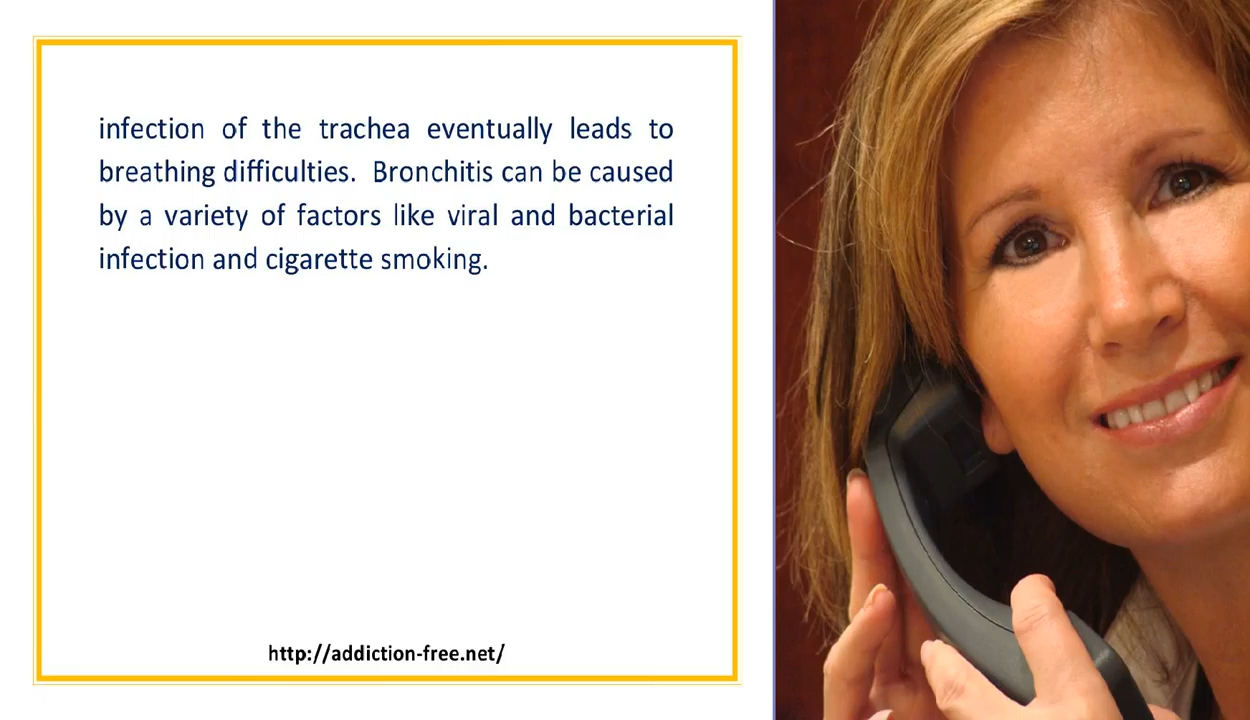 infection of the trachea eventually leads to
breathing difficulties. Bronchitis can be caused
by a variety of factors like viral and bacterial
infection and cigarette smoking.
http://addiction-free.net/